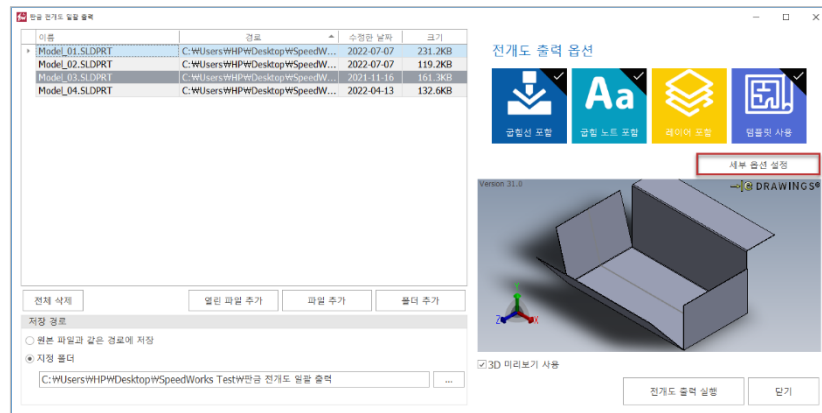 판금 전개도 일괄 출력
이름 경로 수정한 날짜 크기
Model_01.SLDPRT C:₩Users₩HP₩Desktop₩SpeedW... 2022-07-07 231.2KB
Model_02.SLDPRT C:₩Users₩HP₩Desktop₩SpeedW... 2022-07-07 119.2KB
Model_03.SLDPRT C:₩Users₩HP₩Desktop₩SpeedW... 2021-11-16 161.3KB
Model_04.SLDPRT C:₩Users₩HP₩Desktop₩SpeedW... 2022-04-13 132.6KB
전체 삭제 열린 파일 추가 파일 추가 폴더 추가
저장 경로
원본 파일과 같은 경로에 저장
지정 폴더
C:₩Users₩HP₩Desktop₩SpeedWorks Test₩판금 전개도 일괄 출력 ...
전개도 출력 옵션
Aa
굽힘선 포함 굽힘 노트 포함 레이어 포함 템플릿 사용
세부 옵션 설정
Version 31.0 DRAWINGS®
Y
Z X
3D 미리보기 사용
전개도 출력 실행 닫기